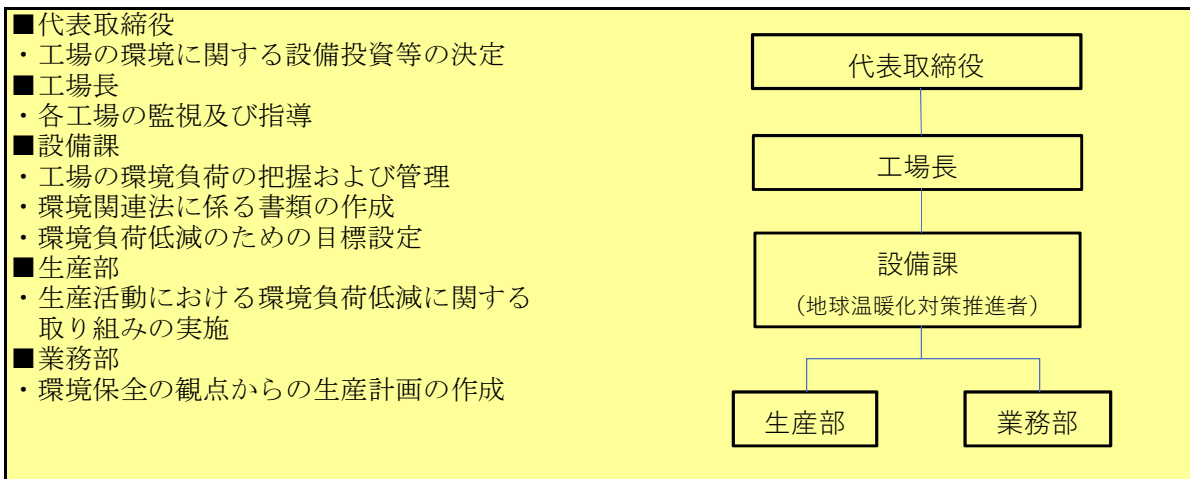 ■代表取締役
・工場の環境に関する設備投資等の決定
■工場長
・各工場の監視及び指導
■設備課
・工場の環境負荷の把握および管理
・環境関連法に係る書類の作成
・環境負荷低減のための目標設定
■生産部
・生産活動における環境負荷低減に関する
取り組みの実施
■業務部
・環境保全の観点からの生産計画の作成
代表取締役
工場長
設備課
（地球温暖化対策推進者）
生産部
業務部